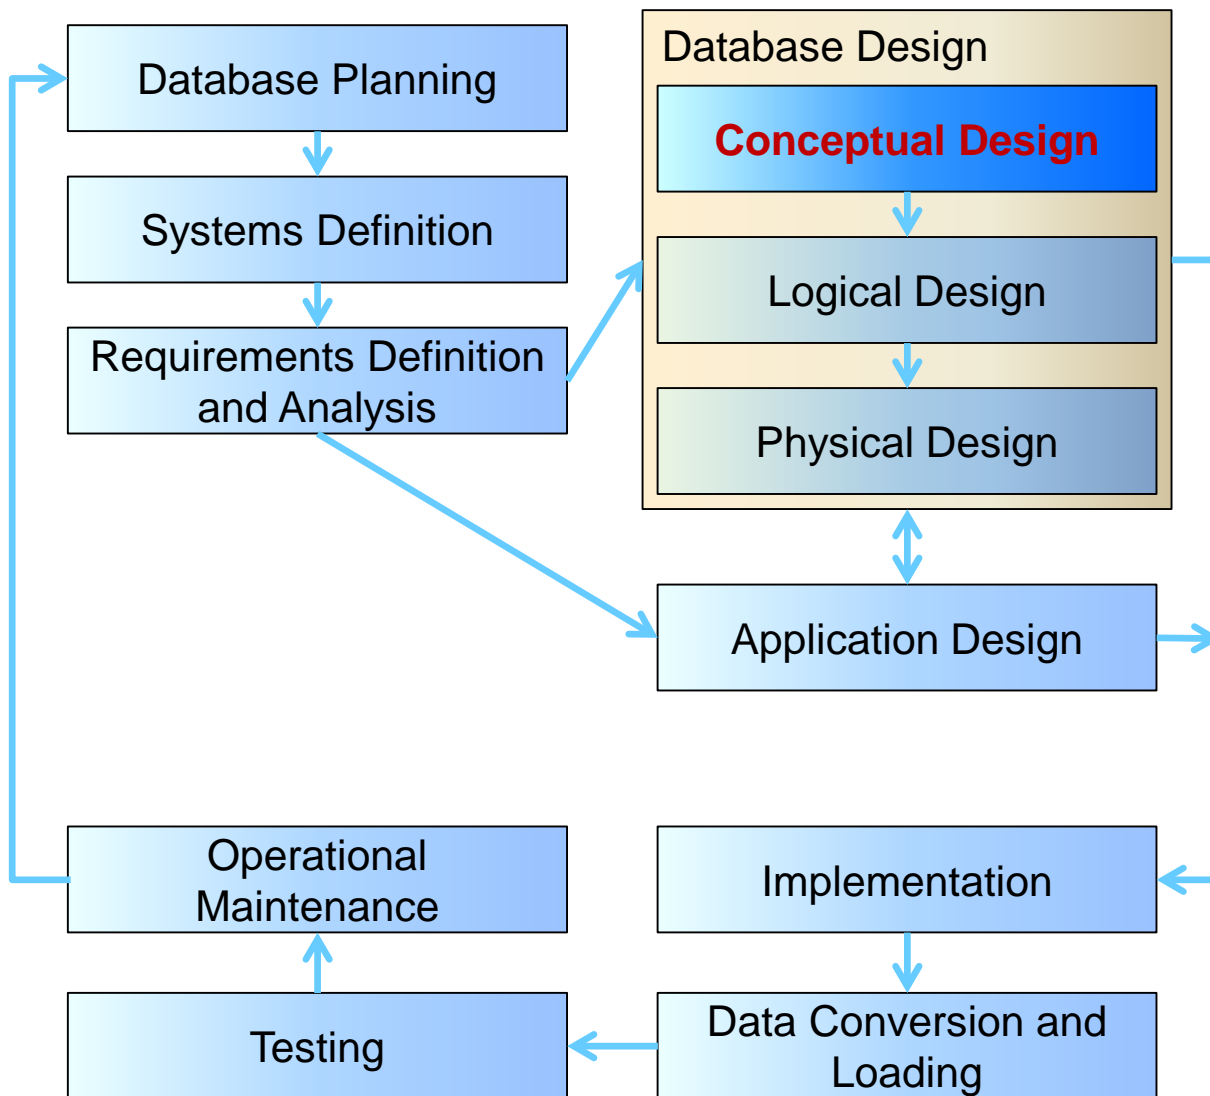 Database Planning
Systems Definition
Requirements Definition
and Analysis
Database Design
Conceptual Design
Logical Design
Physical Design
Application Design
Operational
Maintenance
Implementation
Testing
Data Conversion and
Loading